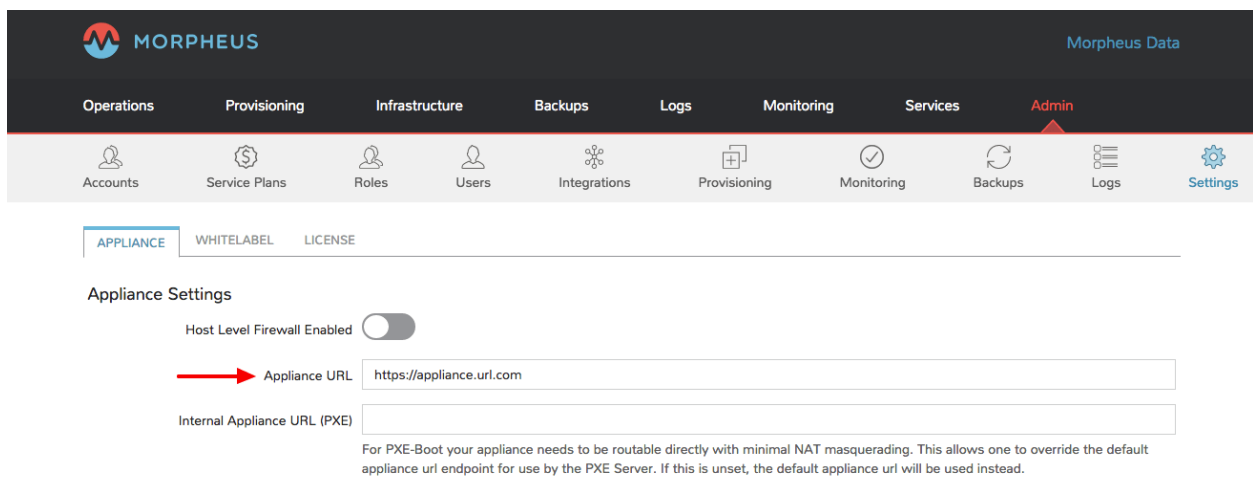 MORPHEUS
Morpheus Data
Operations Provisioning Infrastructure Backups Logs Monitoring Services Admin
Accounts Service Plans Roles Users Integrations Provisioning Monitoring Backups Logs Settings
APPLIANCE WHITELABEL LICENSE
Appliance Settings
Host Level Firewall Enabled
Appliance URL https://appliance.url.com
Internal Appliance URL (PXE)
For PXE-Boot your appliance needs to be routable directly with minimal NAT masquerading. This allows one to override the default
appliance url endpoint for use by the PXE Server. If this is unset, the default appliance url will be used instead.